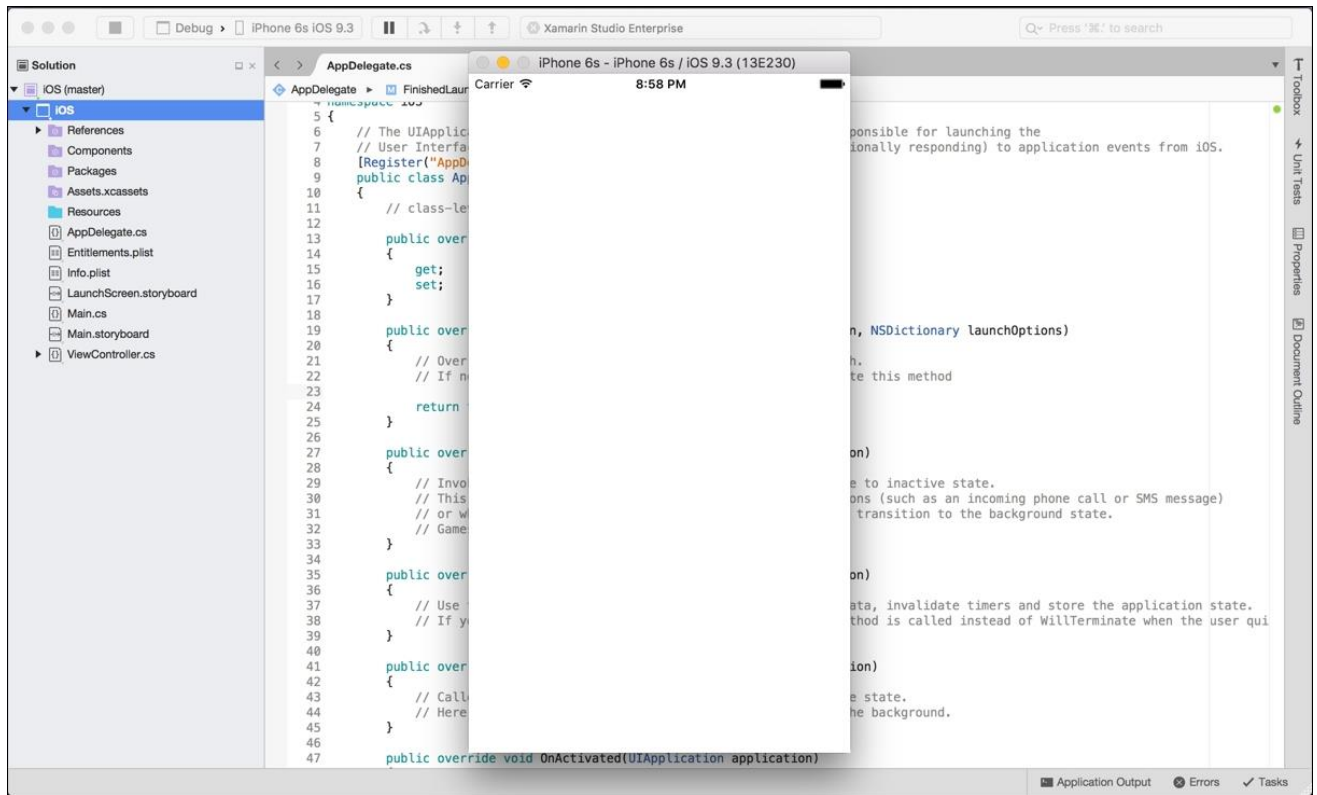 Debug › iPhone 6s iOS 9.3
Xamarin Studio Enterprise
Press '⌘.' to search
Solution
iOS (master)
iOS
References
Components
Packages
Assets.xcassets
Resources
AppDelegate.cs
Entitlements.plist
Info.plist
LaunchScreen.storyboard
Main.cs
Main.storyboard
ViewController.cs
AppDelegate.cs
AppDelegate ▸ M FinishedLaun
iPhone 6s - iPhone 6s / iOS 9.3 (13E230)
Carrier 8:58 PM
4 namespace iOS
5 {
6 // The UIApplic ponsible for launching the
7 // User Interfa ionally responding) to application events from iOS.
8 [Register("AppD
9 public class Ap
10 {
11 // class-le
12
13 public over
14 {
15 get;
16 set;
17 }
18
19 public over n, NSDictionary launchOptions)
20 {
21 // Over h.
22 // If n te this method
23
24 return
25 }
26
27 public over on)
28 {
29 // Invo e to inactive state.
30 // This ons (such as an incoming phone call or SMS message)
31 // or w transition to the background state.
32 // Game
33 }
34
35 public over on)
36 {
37 // Use ata, invalidate timers and store the application state.
38 // If y thod is called instead of WillTerminate when the user qui
39 }
40
41 public over ion)
42 {
43 // Call e state.
44 // Here he background.
45 }
46
47 public override void OnActivated(UIApplication application)
Toolbox
Unit Tests
Properties
Document Outline
Application Output
Errors
Tasks